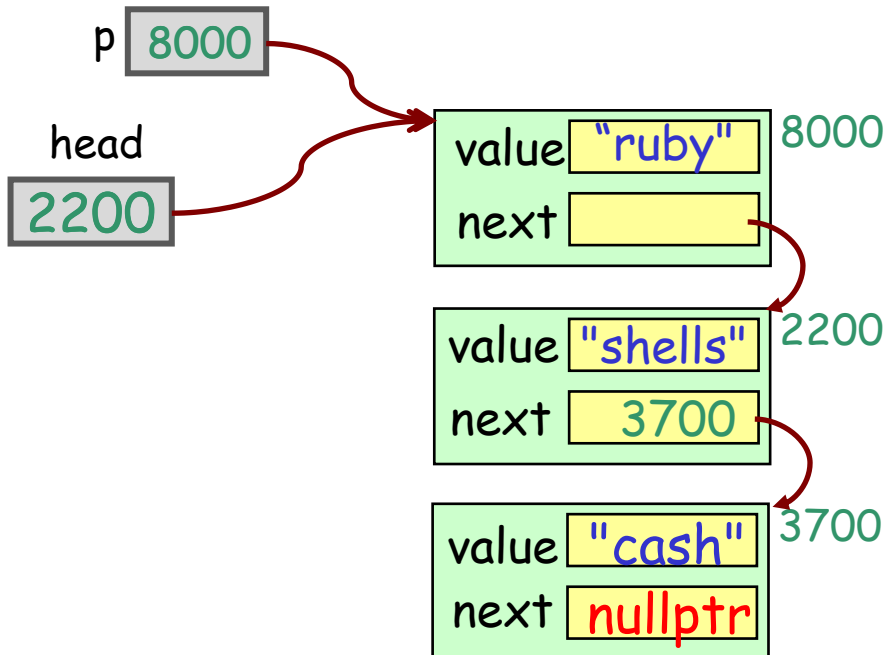 p 8000
head
2200
value “ruby" 8000
next
value "shells" 2200
next 3700
value "cash" 3700
next nullptr